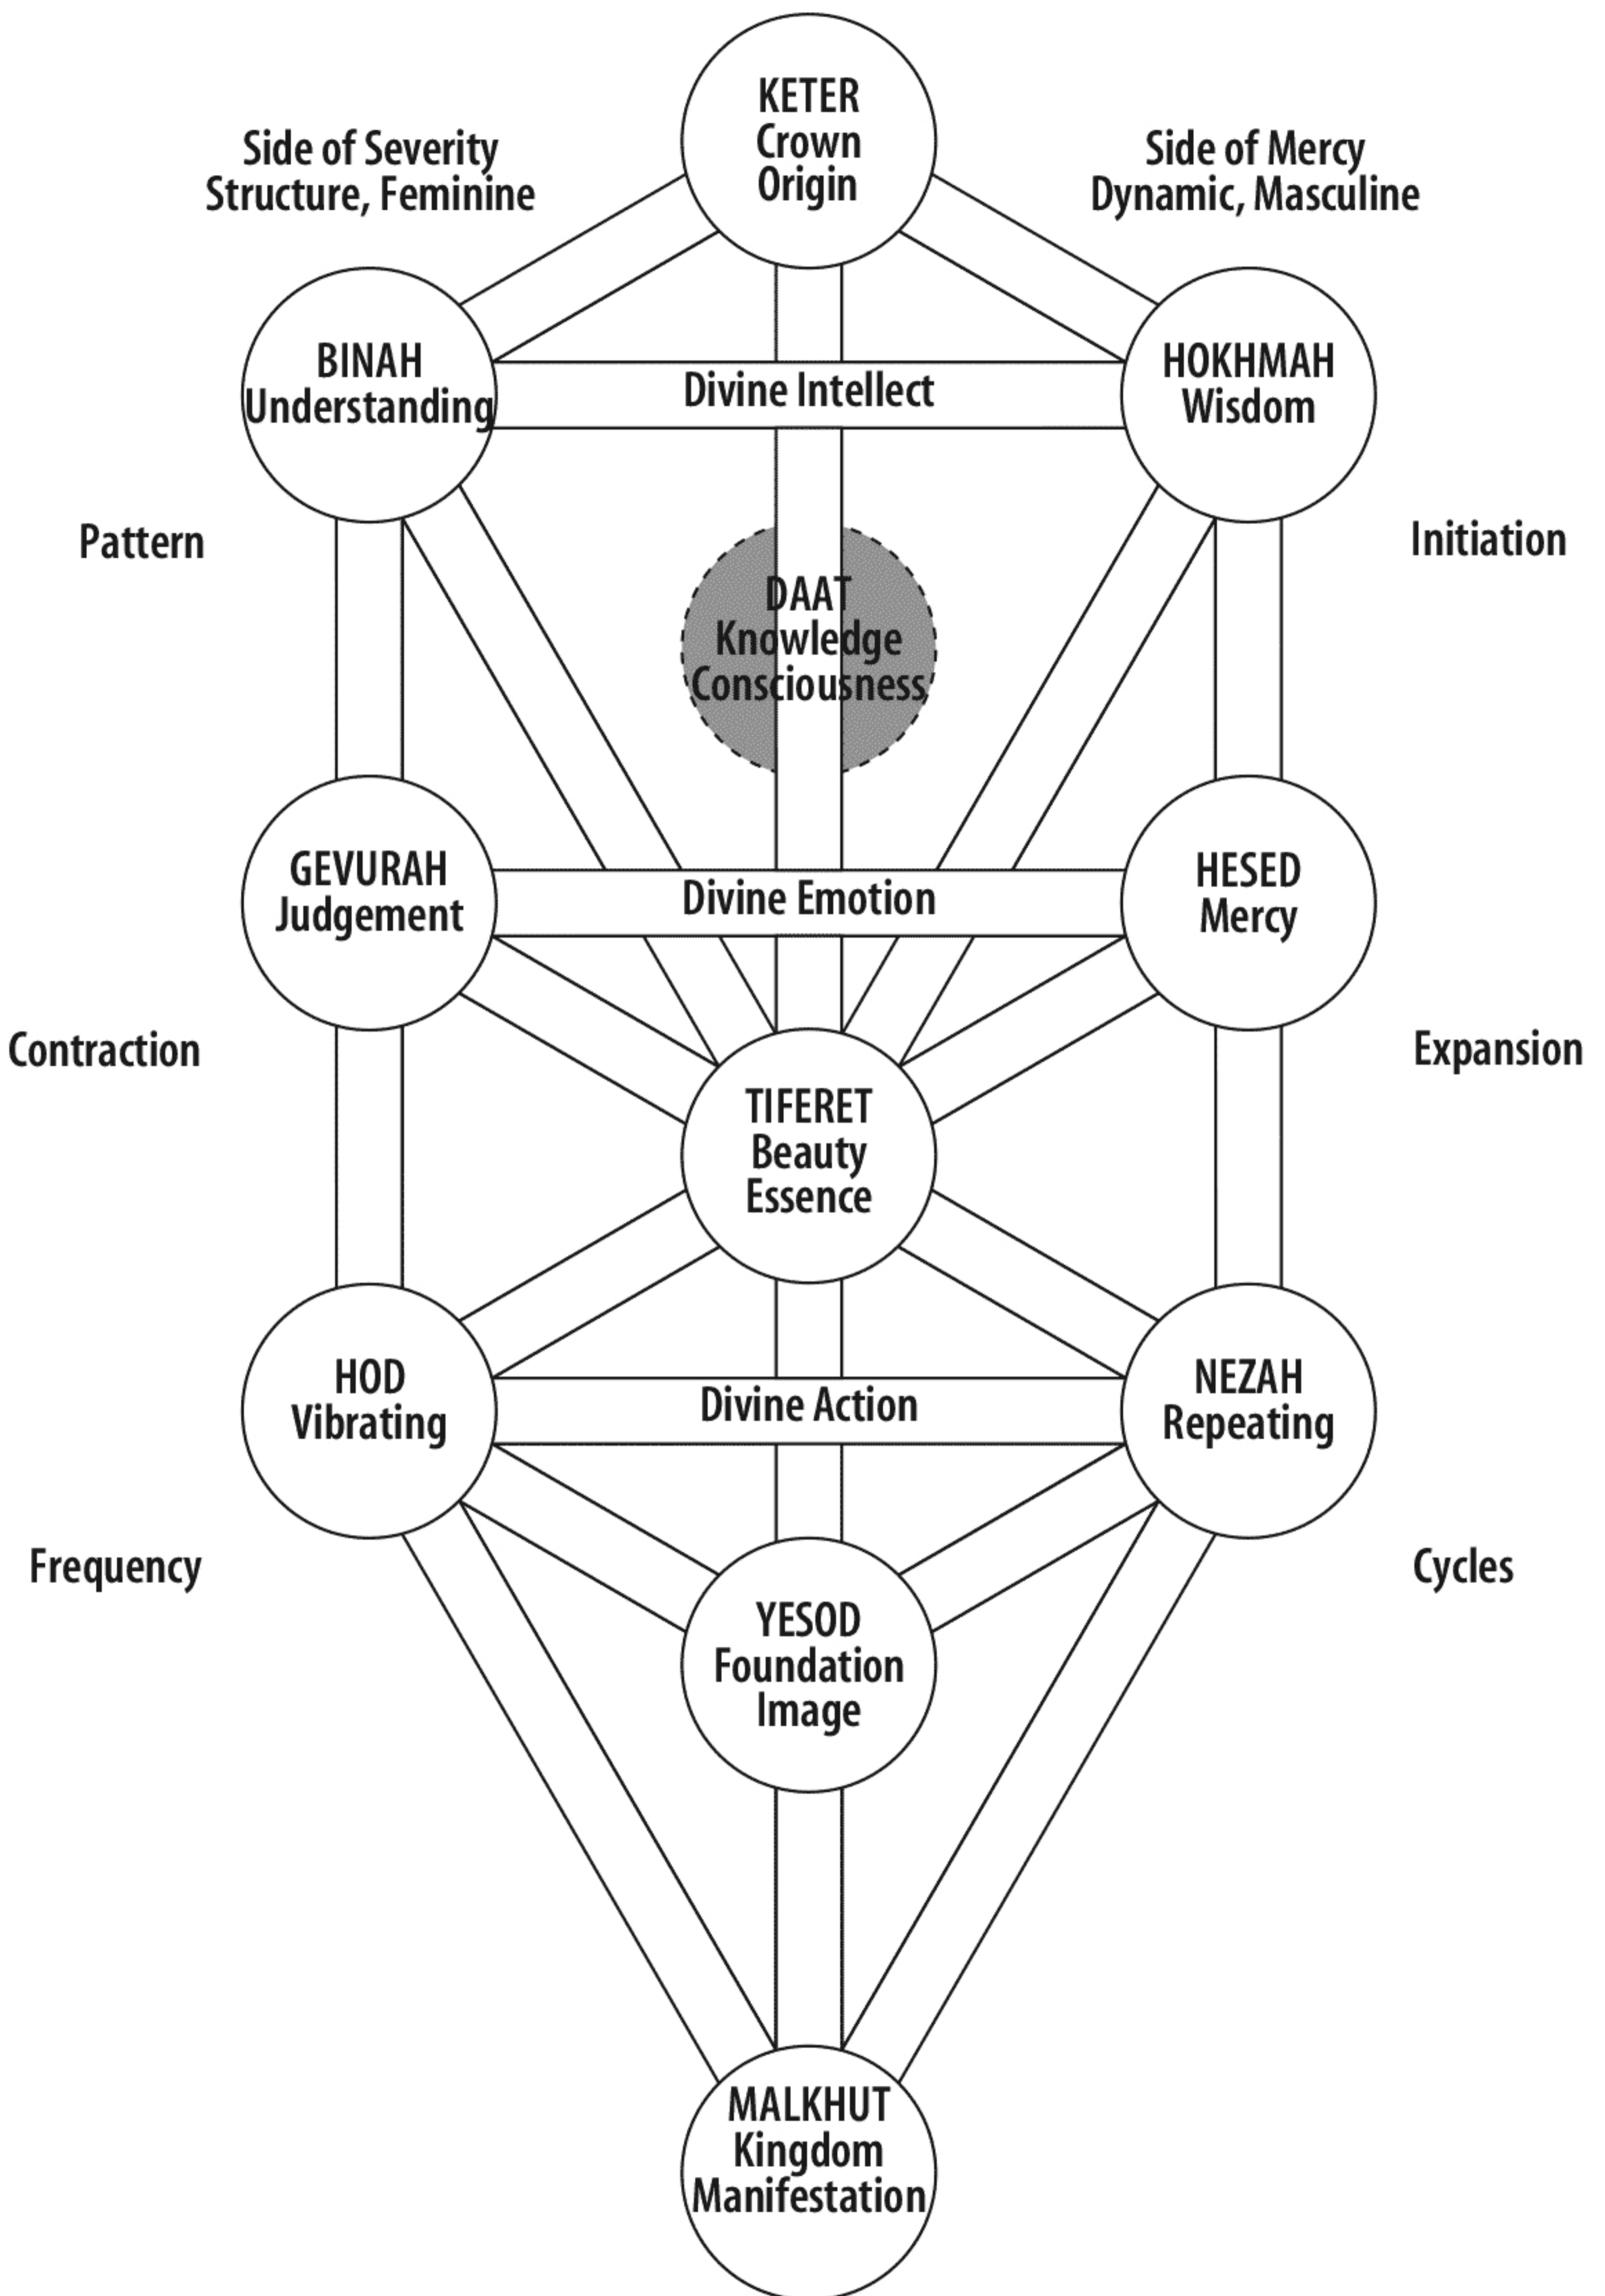 KETER
Crown
Origin
Side of Severity
Structure, Feminine
Side of Mercy
Dynamic, Masculine
BINAH
Understanding
Divine Intellect
HOKHMAH
Wisdom
Pattern
Initiation
DAAT
Knowledge
Consciousness
GEVURAH
Judgement
Divine Emotion
HESED
Mercy
Contraction
Expansion
TIFERET
Beauty
Essence
HOD
Vibrating
Divine Action
NEZAH
Repeating
Frequency
Cycles
YESOD
Foundation
Image
MALKHUT
Kingdom
Manifestation